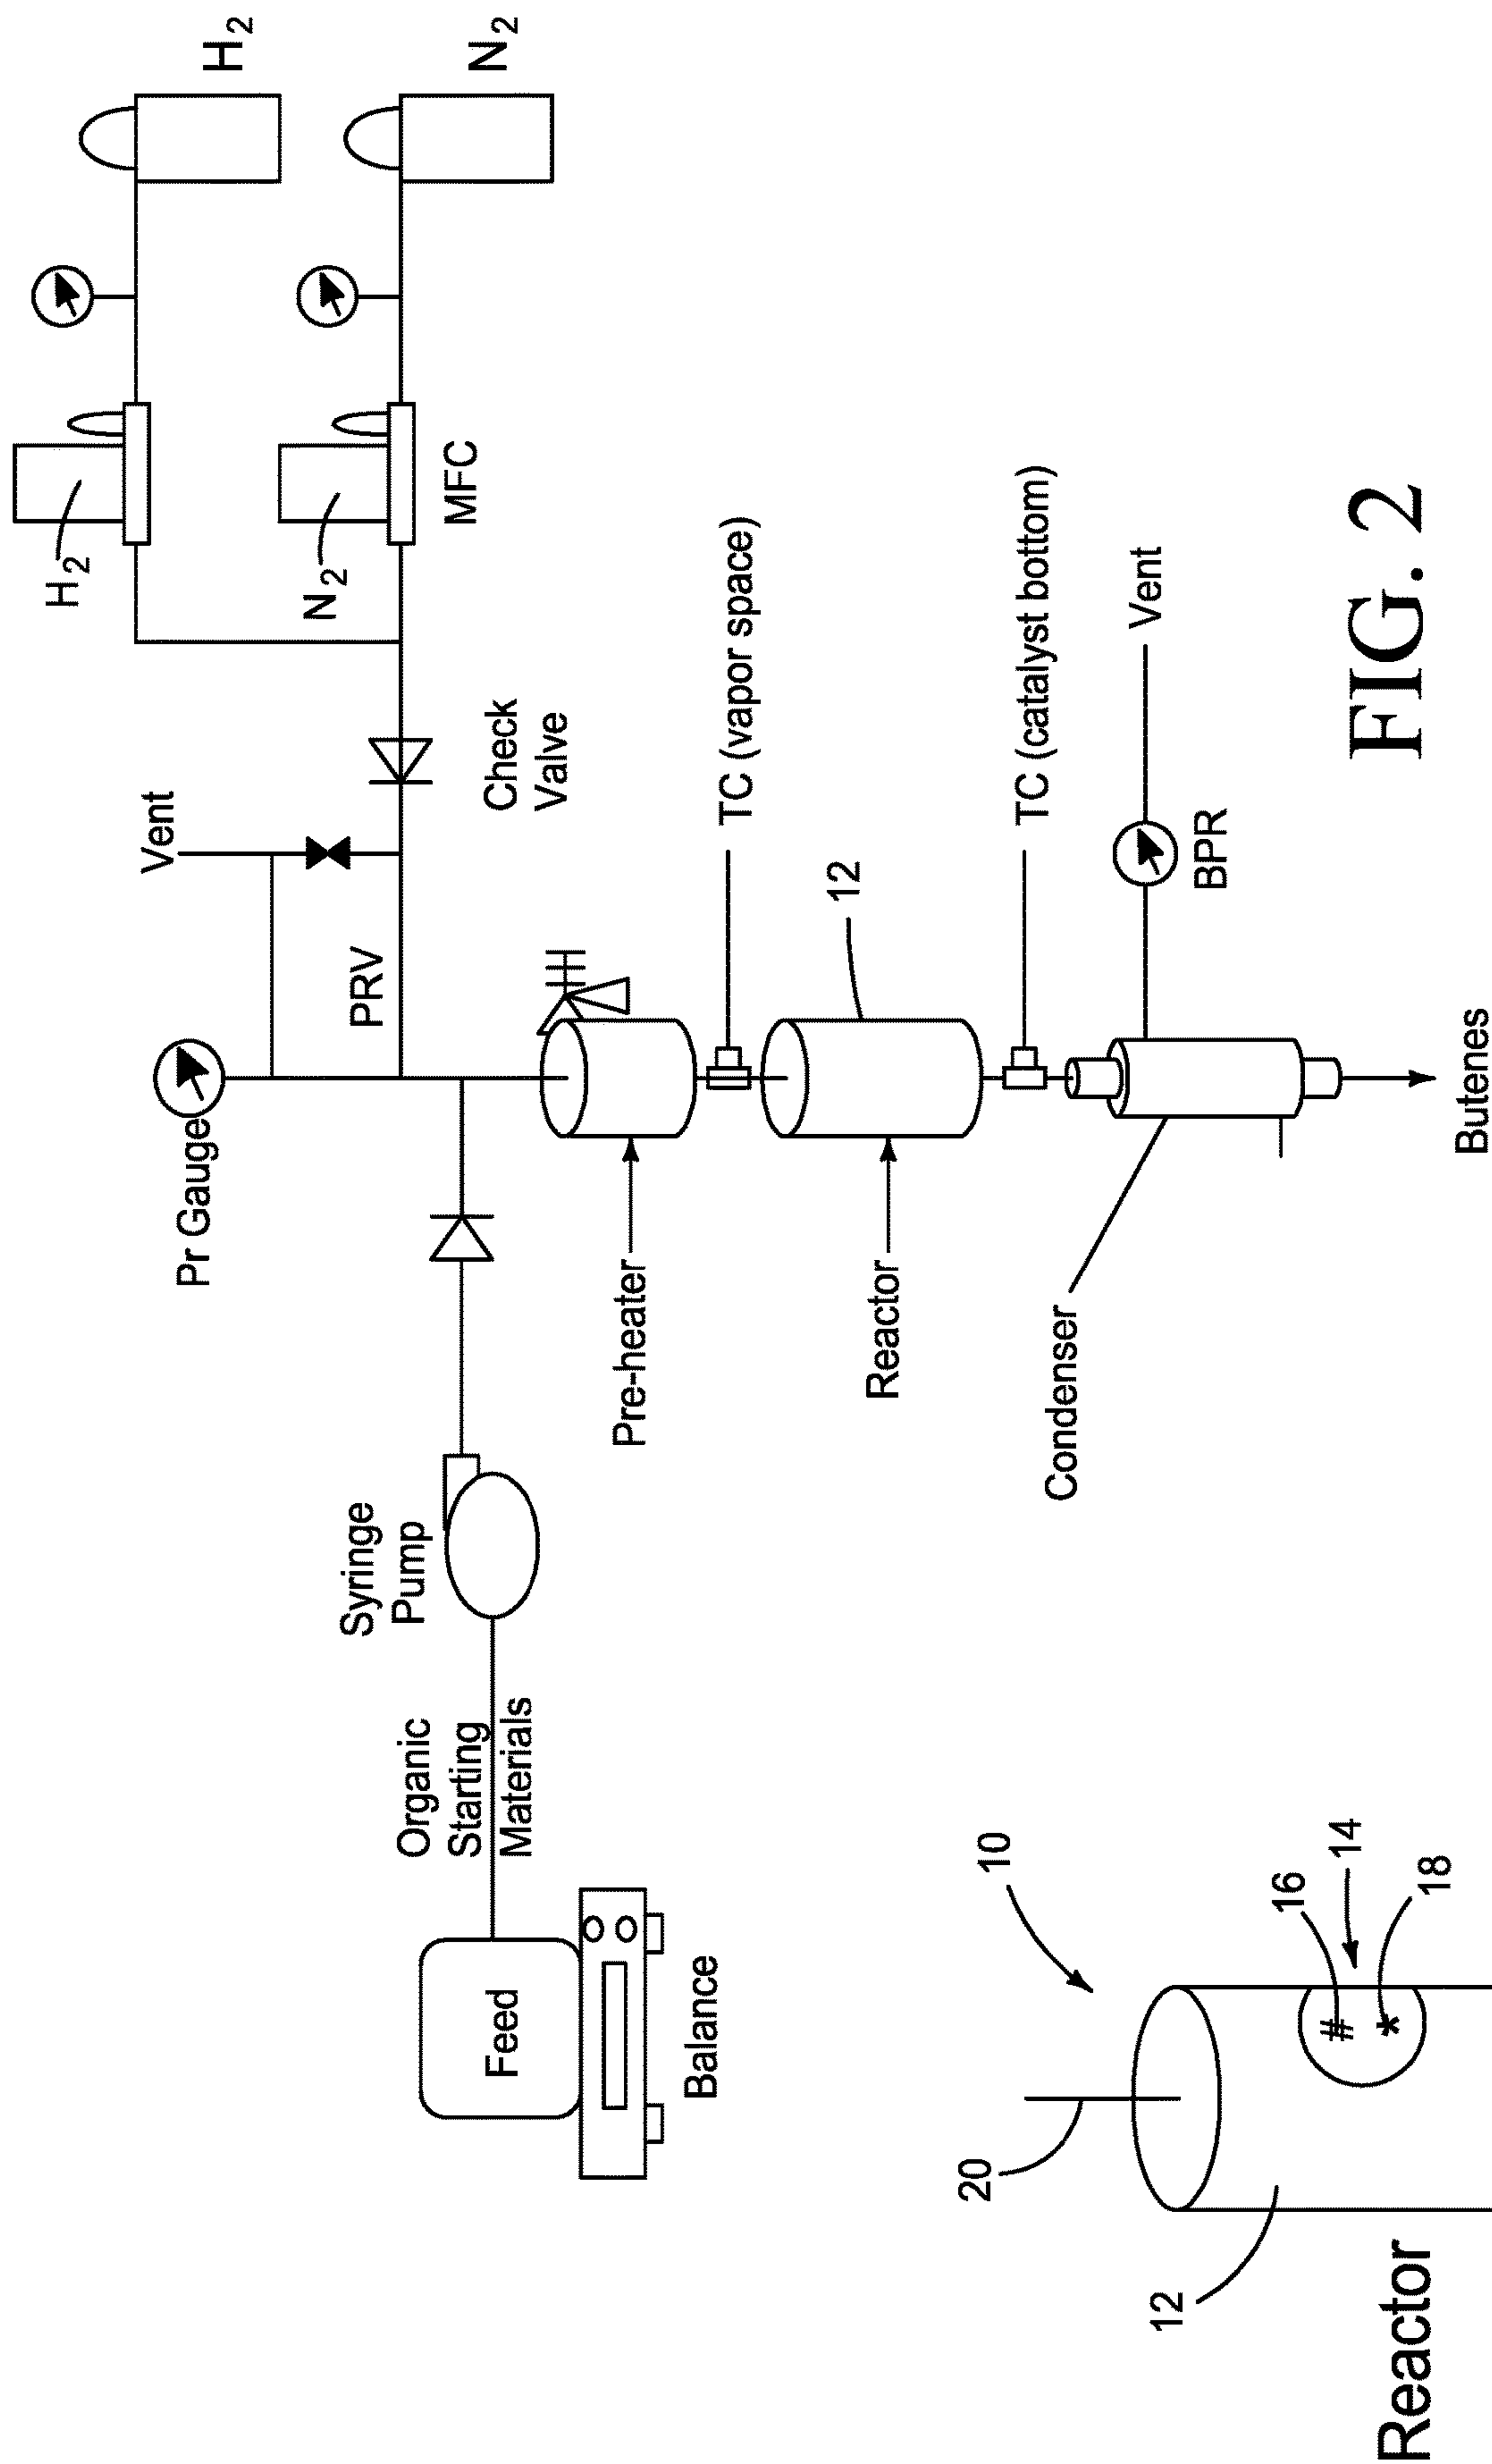 Pr Gauge
Vent
H2
H2
Syringe
Pump
PRV
N2
N2
Organic
Starting
Materials
Check
Valve
MFC
Feed
Balance
Pre-heater
TC (vapor space)
Reactor
12
TC (catalyst bottom)
Condenser
BPR
Vent
Butenes
20
10
12
16
14
18
Reactor
FIG. 2